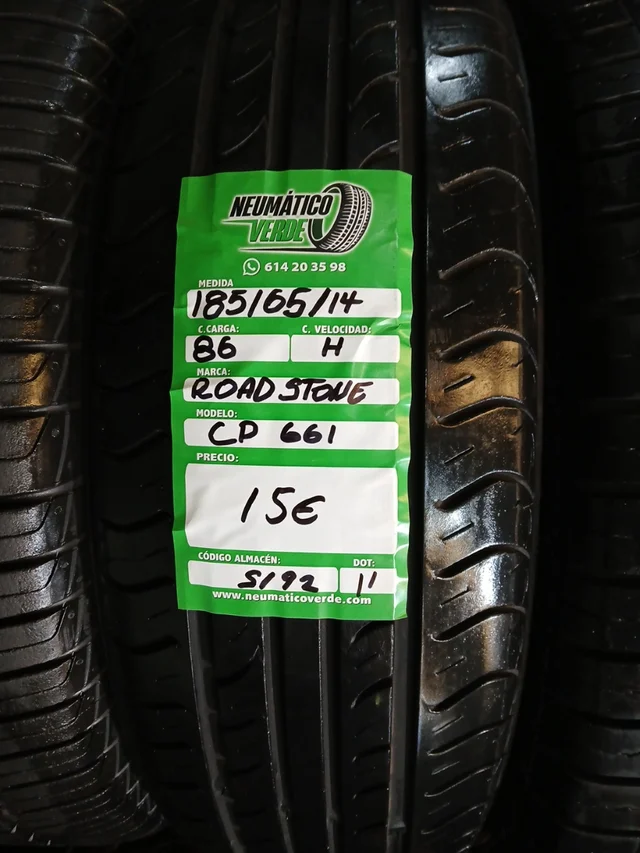 NEUMÁTICO
VERDE
614 20 35 98
MEDIDA
185/65/14
C.CARGA: C. VELOCIDAD:
86 H
MARCA:
ROADSTONE
MODELO:
CP 661
PRECIO:
15€
CÓDIGO ALMACÉN: DOT:
5192 11
www.neumaticoverde.com